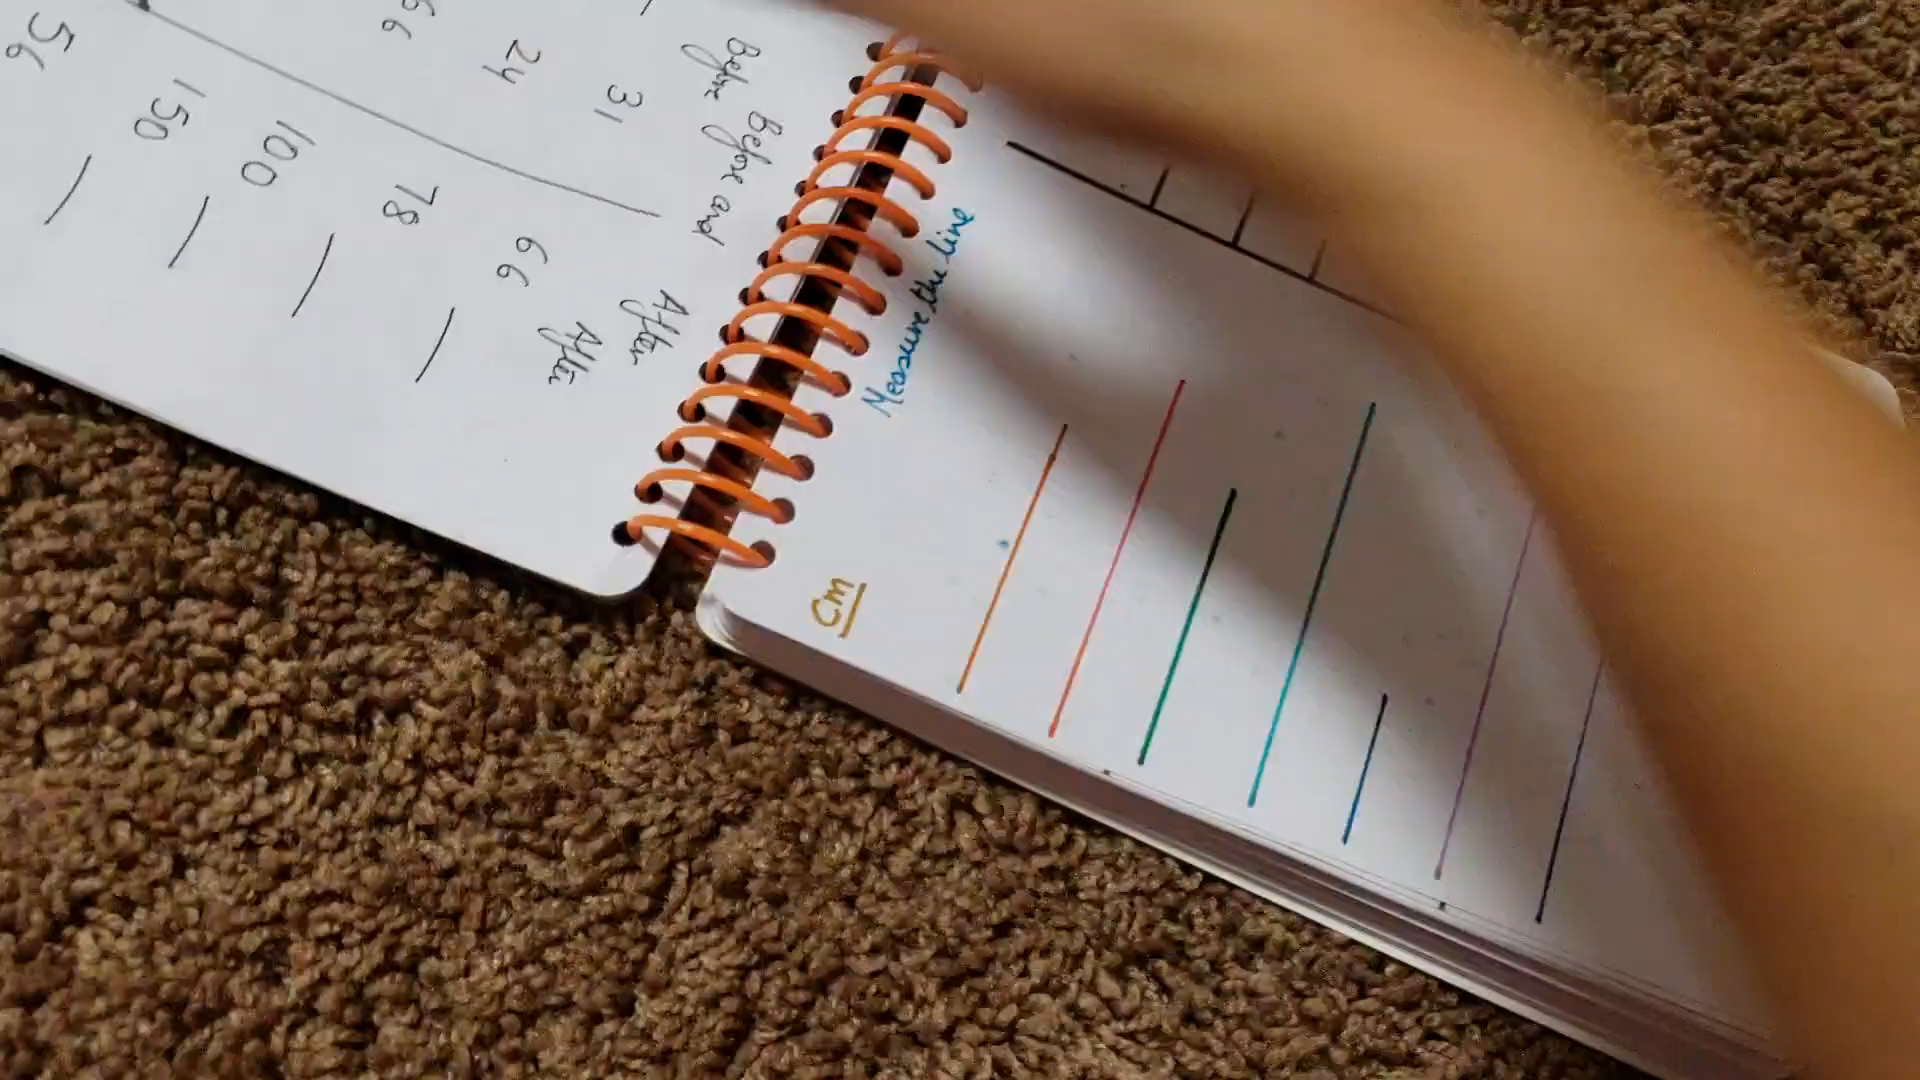 Before Before and After After
31
24
66
66
78
100
150
56
Measure the line
Cm